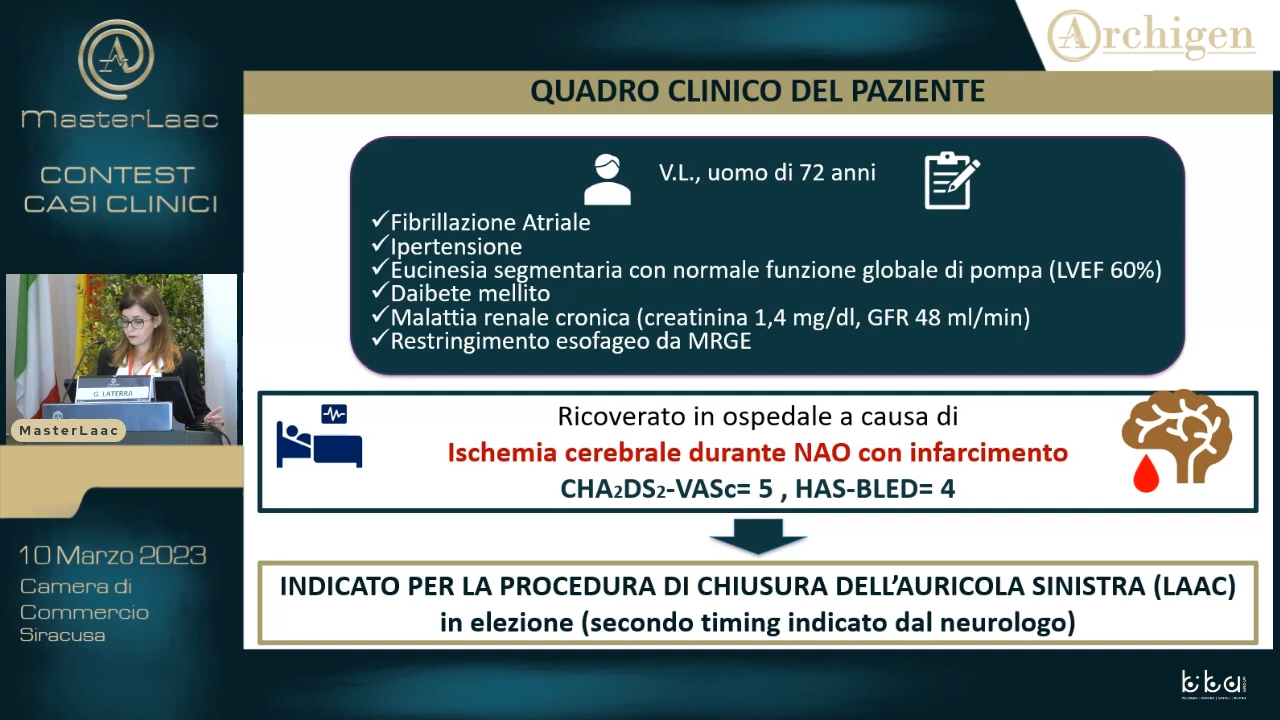 Archigen
MasterLaac
CONTEST
CASI CLINICI
QUADRO CLINICO DEL PAZIENTE
V.L., uomo di 72 anni
✓Fibrillazione Atriale
✓Ipertensione
✓Eucinesia segmentaria con normale funzione globale di pompa (LVEF 60%)
✓Daibete mellito
✓Malattia renale cronica (creatinina 1,4 mg/dl, GFR 48 ml/min)
✓Restringimento esofageo da MRGE
G. LATERRA
MasterLaac
Ricoverato in ospedale a causa di
Ischemia cerebrale durante NAO con infarcimento
CHA₂DS₂-VASc= 5 , HAS-BLED= 4
INDICATO PER LA PROCEDURA DI CHIUSURA DELL’AURICOLA SINISTRA (LAAC)
in elezione (secondo timing indicato dal neurologo)
10 Marzo 2023
Camera di
Commercio
Siracusa
bba